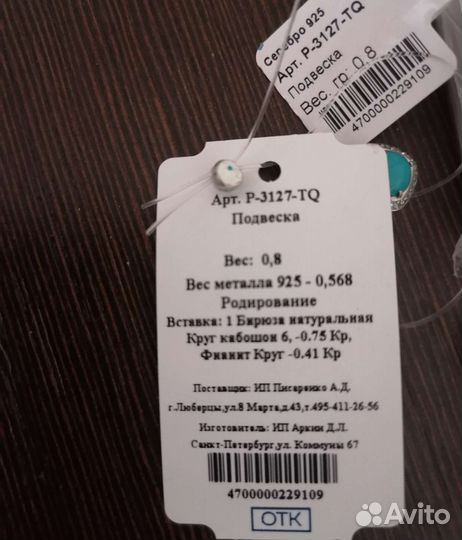 Серебро 925
Арт. P-3127-TQ
Подвеска
Вес. гр: 0,8
4700000229109
Арт. P-3127-TQ
Подвеска
Вес: 0,8
Вес металла 925 - 0,568
Родирование
Вставка: 1 Бирюза натуральная
Круг кабошон 6, -0.75 Кр,
Фианит Круг -0.41 Кр
Поставщик: ИП Писаренко А.Д.
г.Люберцы,ул.8 Марта,д.43,т.495-411-26-56
Изготовитель: ИП Аркин Д.Л.
Санкт-Петербург,ул. Коммуны 67
4700000229109
ОТК
Avito